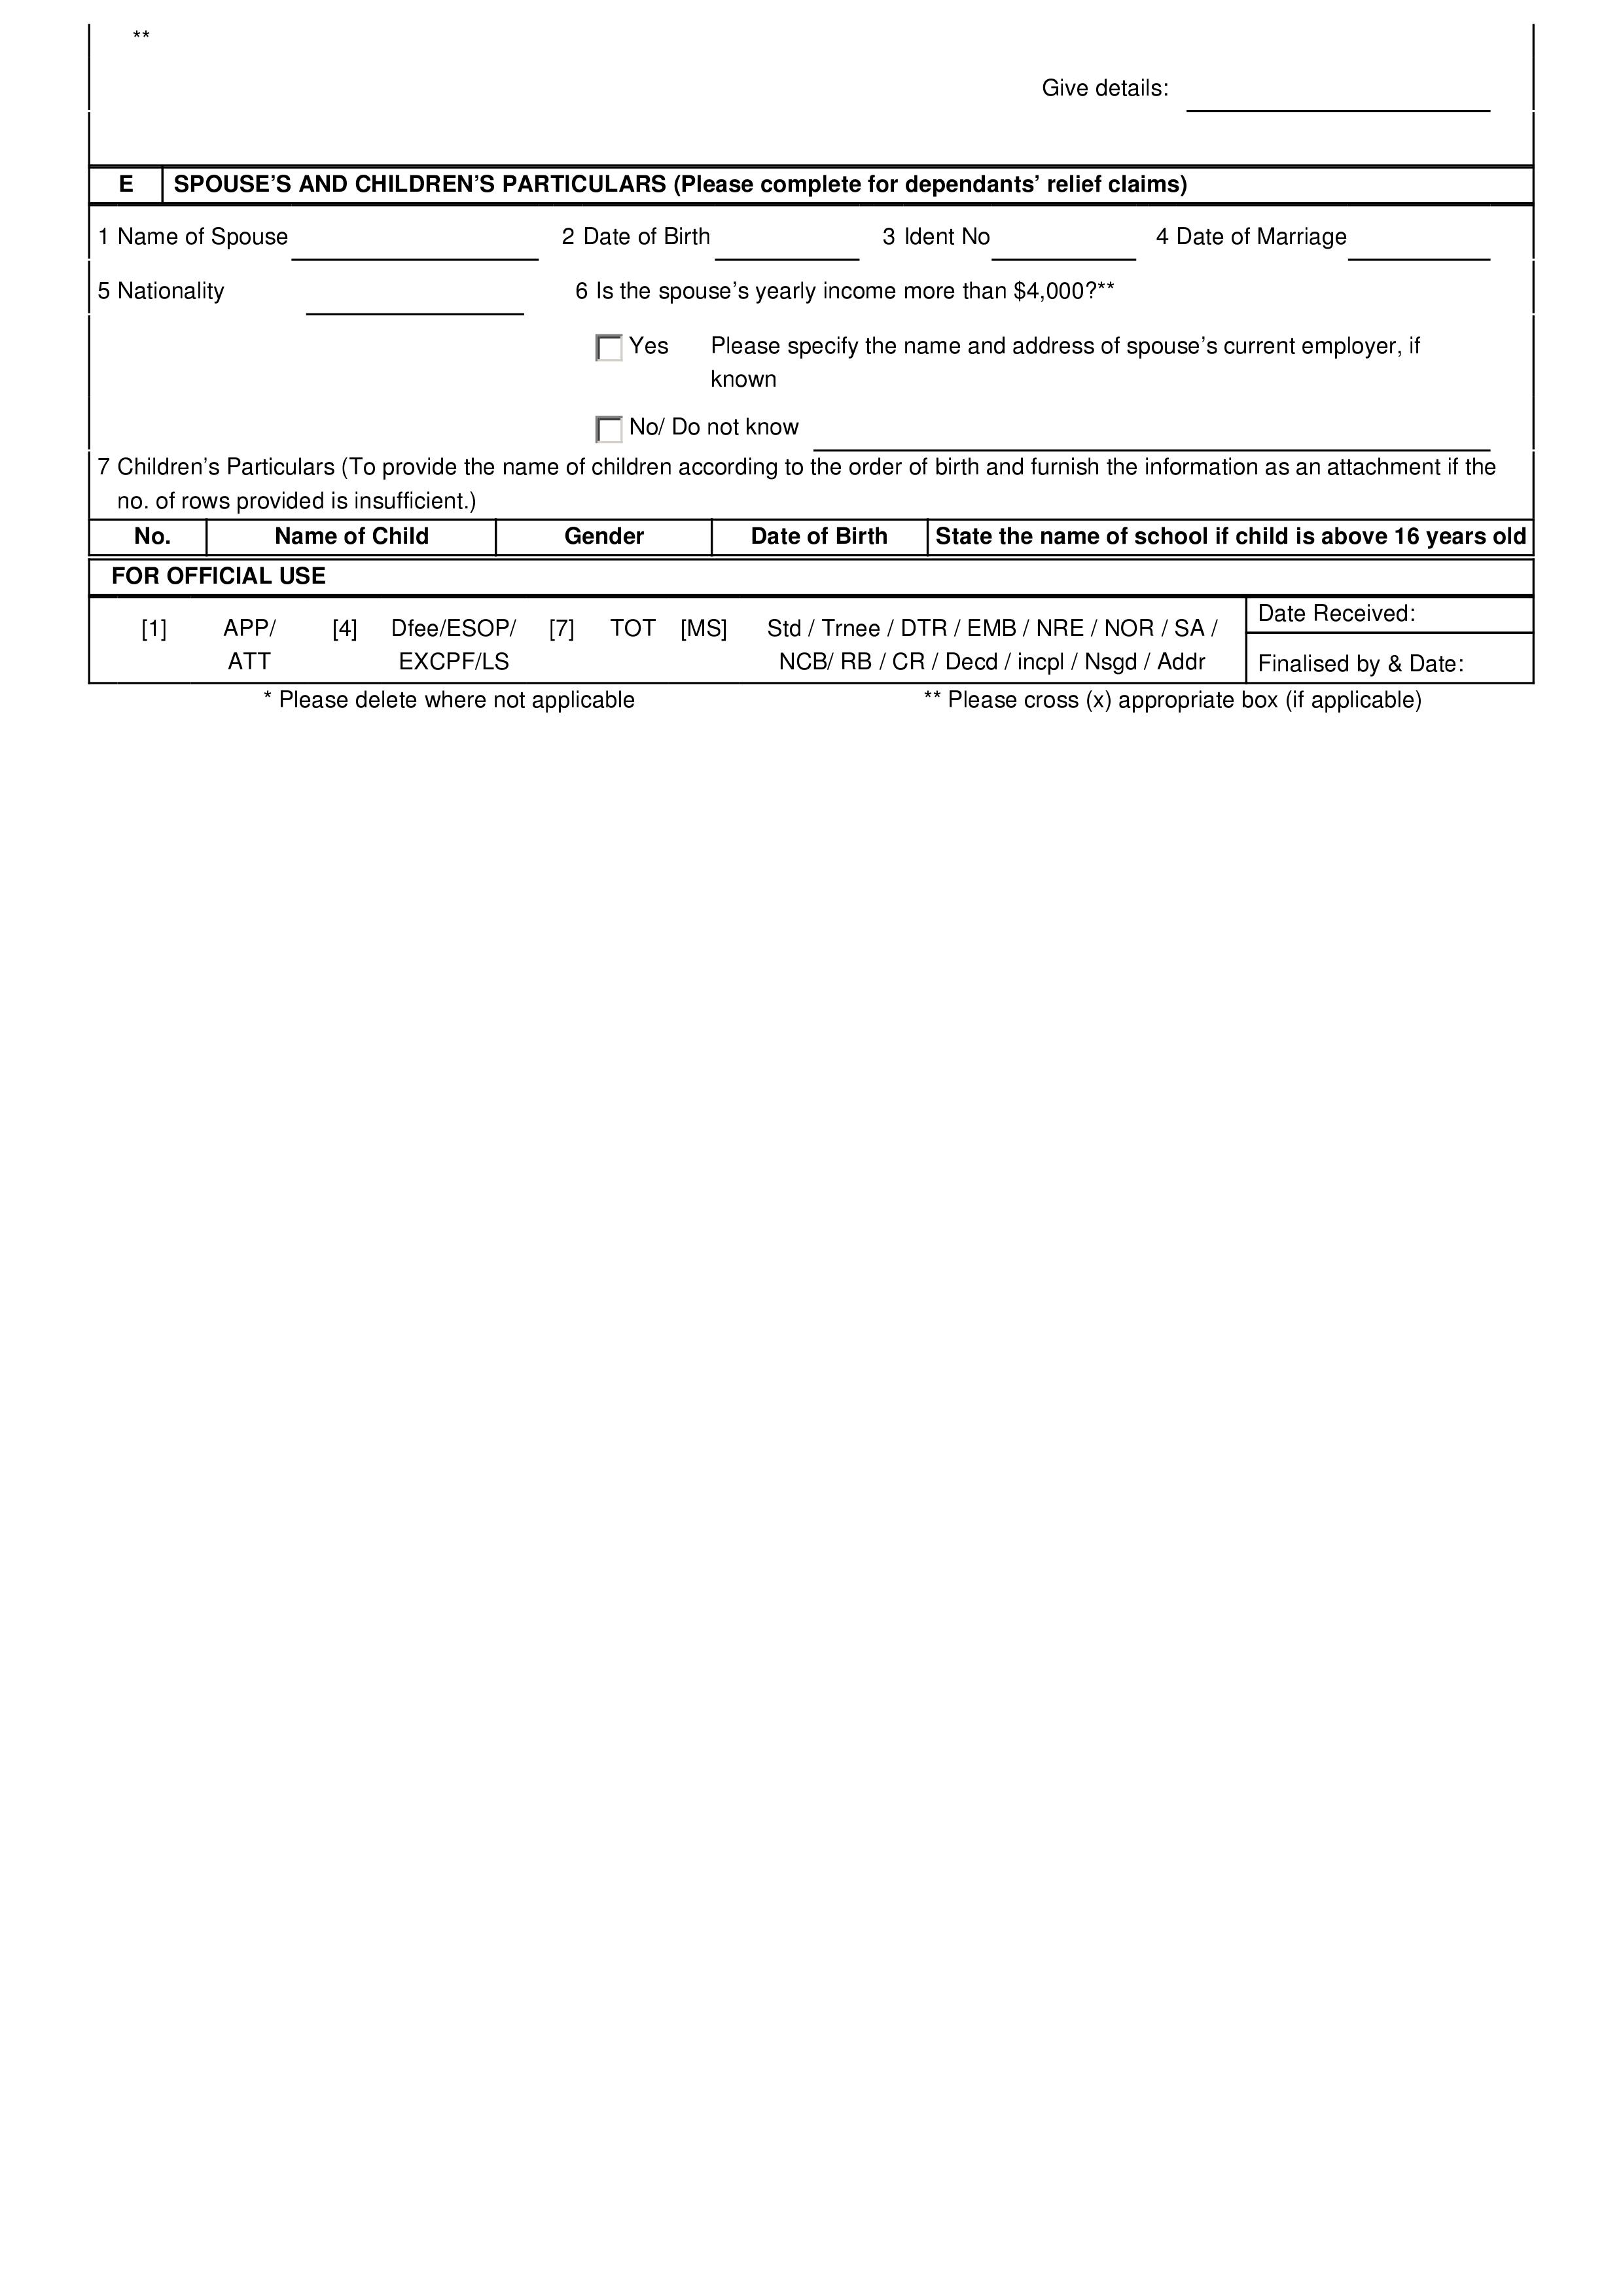 **
Give details:
E SPOUSE’S AND CHILDREN’S PARTICULARS (Please complete for dependants’ relief claims)
1 Name of Spouse 2 Date of Birth 3 Ident No 4 Date of Marriage
5 Nationality 6 Is the spouse’s yearly income more than $4,000?**
Yes Please specify the name and address of spouse’s current employer, if
known
No/ Do not know
7 Children’s Particulars (To provide the name of children according to the order of birth and furnish the information as an attachment if the
no. of rows provided is insufficient.)
No. Name of Child Gender Date of Birth State the name of school if child is above 16 years old
FOR OFFICIAL USE
[1] APP/ [4] Dfee/ESOP/ [7] TOT [MS] Std / Trnee / DTR / EMB / NRE / NOR / SA / Date Received:
ATT EXCPF/LS NCB/ RB / CR / Decd / incpl / Nsgd / Addr Finalised by & Date:
* Please delete where not applicable ** Please cross (x) appropriate box (if applicable)